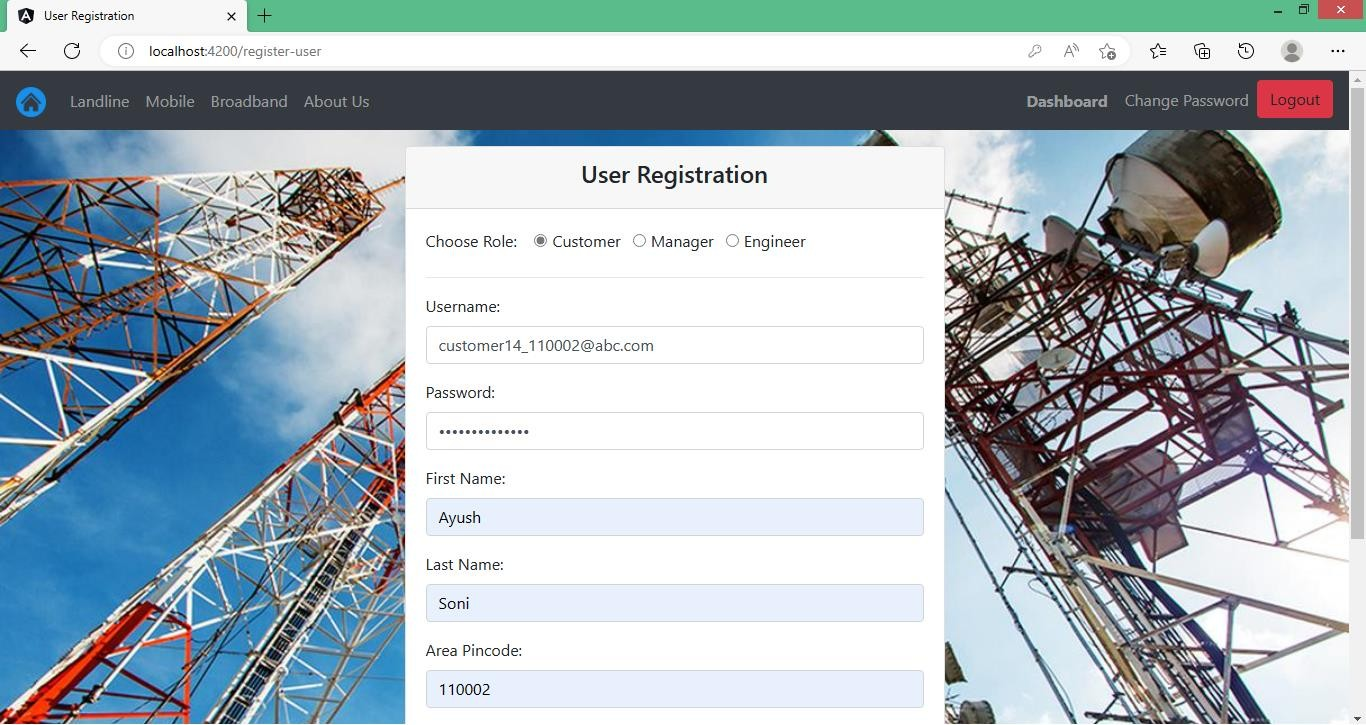 User Registration
localhost:4200/register-user
Landline Mobile Broadband About Us Dashboard Change Password Logout
User Registration
Choose Role: Customer Manager Engineer
Username:
customer14_110002@abc.com
Password:
••••••••••••••
First Name:
Ayush
Last Name:
Soni
Area Pincode:
110002